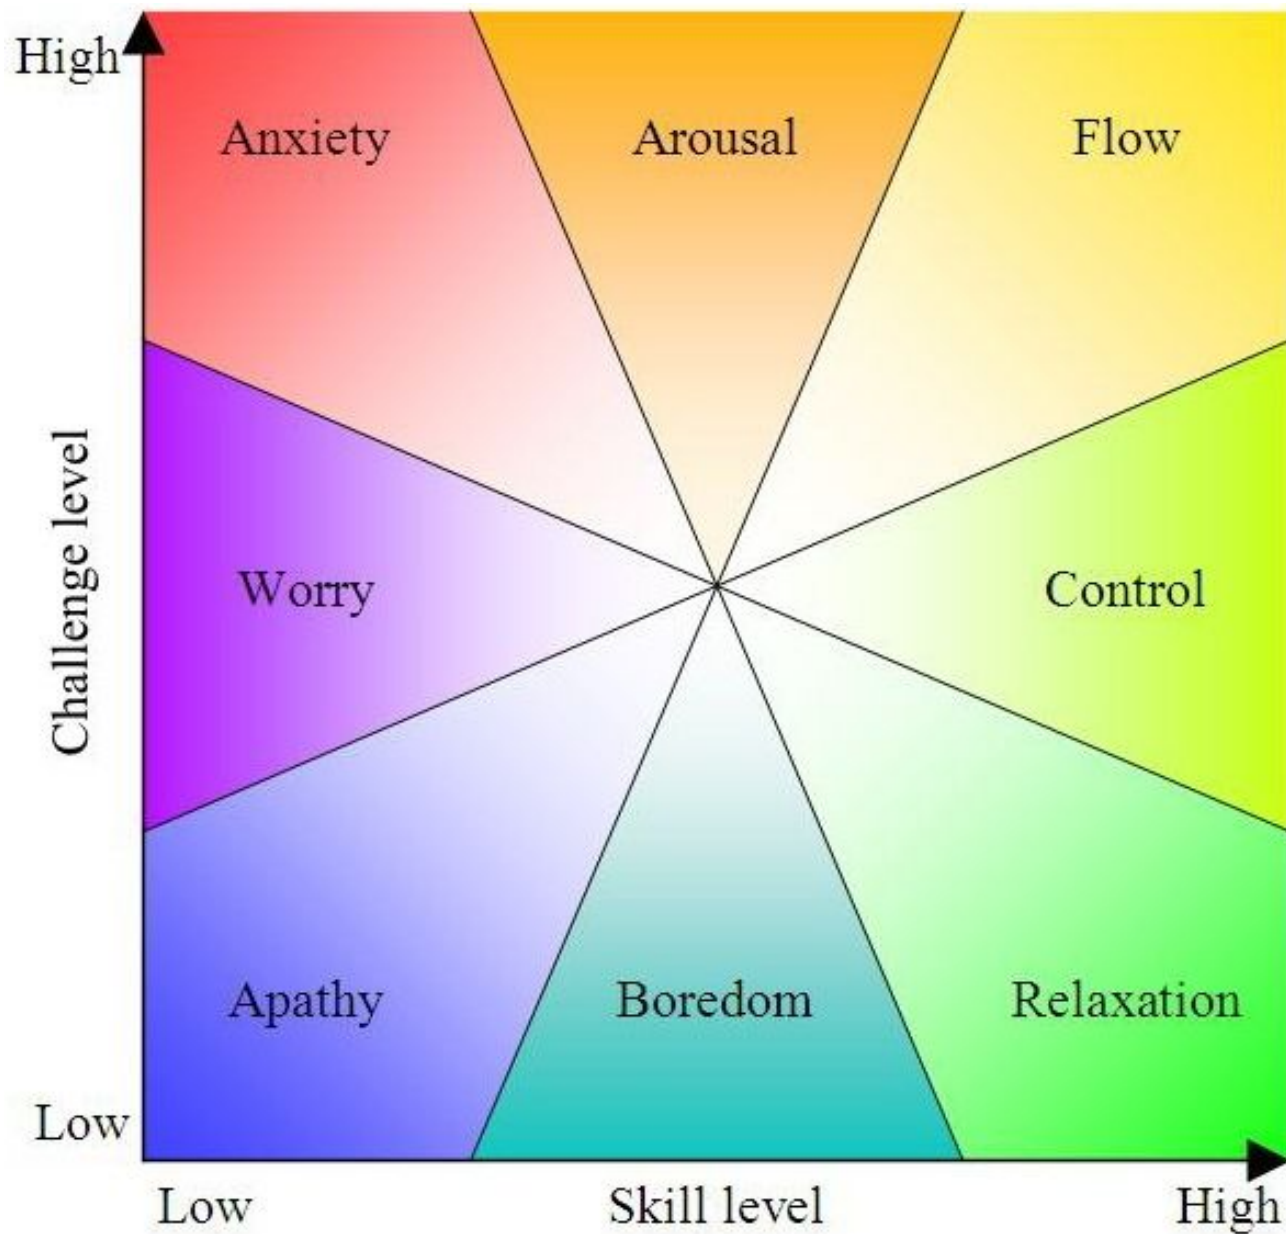 High
Anxiety Arousal Flow
Challenge level
Worry Control
Apathy Boredom Relaxation
Low
Low Skill level High